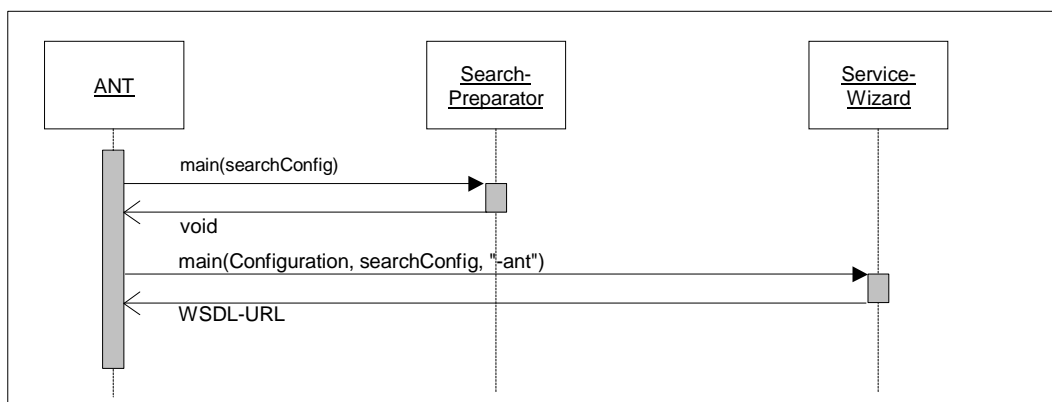 ANT
Search-
Preparator
Service-
Wizard
main(searchConfig)
void
main(Configuration, searchConfig, "-ant")
WSDL-URL